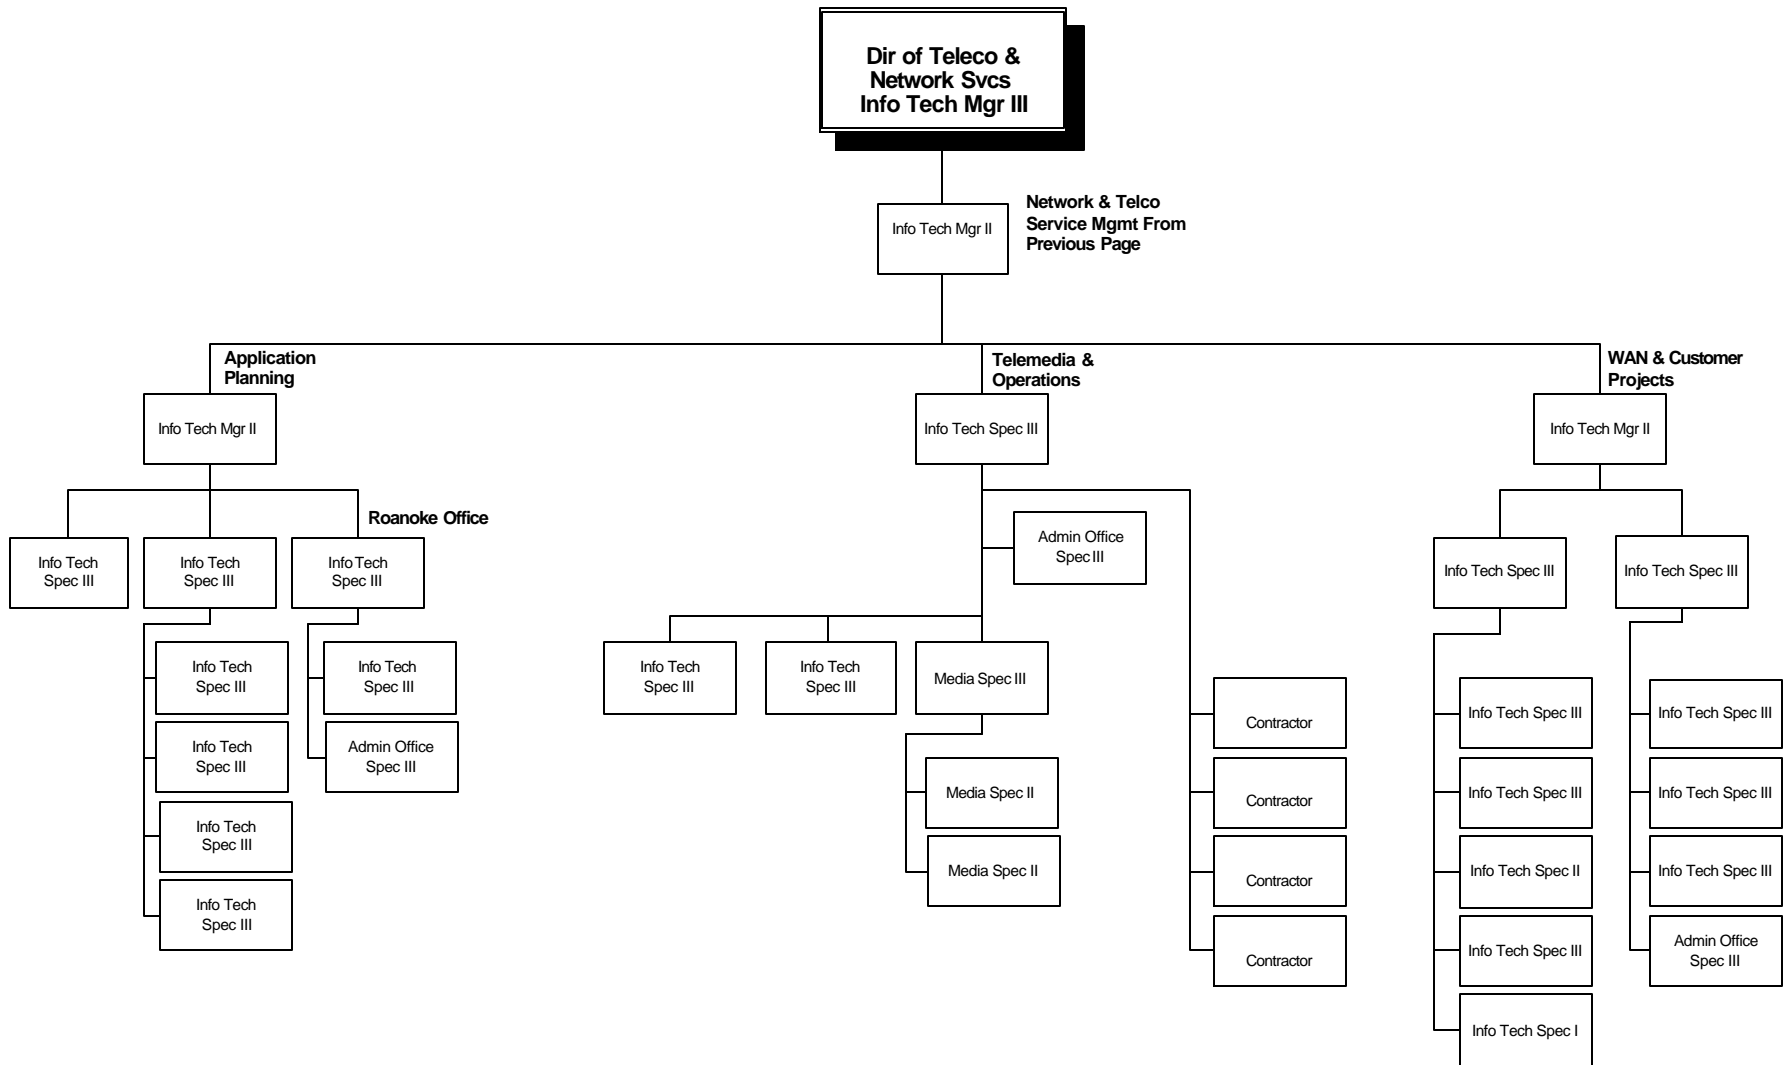 Dir of Teleco &
Network Svcs
Info Tech Mgr III
Info Tech Mgr II
Network & Telco
Service Mgmt From
Previous Page
Application
Planning
Telemedia &
Operations
WAN & Customer
Projects
Info Tech Mgr II
Info Tech Spec III
Info Tech Mgr II
Roanoke Office
Info Tech
Spec III
Info Tech
Spec III
Info Tech
Spec III
Admin Office
Spec III
Info Tech Spec III
Info Tech Spec III
Info Tech
Spec III
Info Tech
Spec III
Info Tech
Spec III
Info Tech
Spec III
Media Spec III
Info Tech
Spec III
Admin Office
Spec III
Info Tech
Spec III
Info Tech
Spec III
Media Spec II
Media Spec II
Contractor
Contractor
Contractor
Contractor
Info Tech Spec III
Info Tech Spec III
Info Tech Spec II
Info Tech Spec III
Info Tech Spec I
Info Tech Spec III
Info Tech Spec III
Info Tech Spec III
Admin Office
Spec III